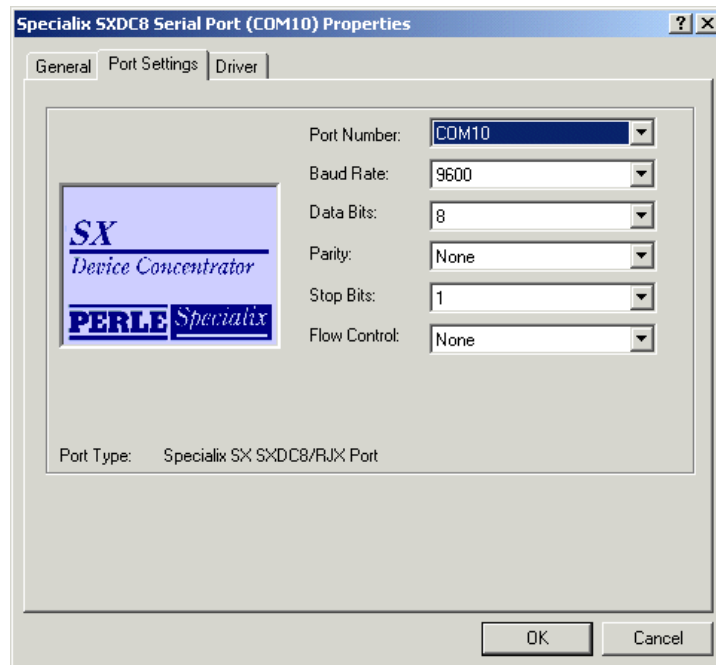 Specialix SXDC8 Serial Port (COM10) Properties
General Port Settings Driver
Port Number: COM10
Baud Rate: 9600
Data Bits: 8
Parity: None
Stop Bits: 1
Flow Control: None
SX
Device Concentrator
PERLE Specialix
Port Type: Specialix SX SXDC8/RJX Port
OK Cancel